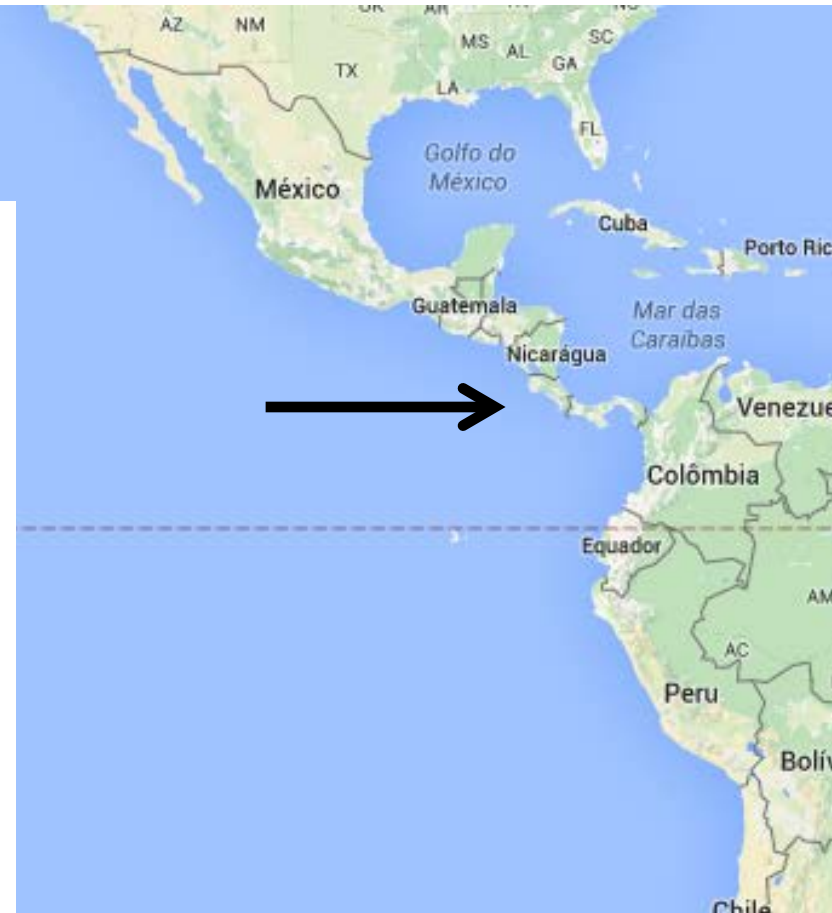 AZ
NM
MS
AL
SC
GA
TX
LA
FL
Golfo do
México
México
Cuba
Porto Ric
Guatemala
Mar das
Caraíbas
Nicarágua
Venezue
Colômbia
Equador
AM
AC
Peru
Bolív
Chile